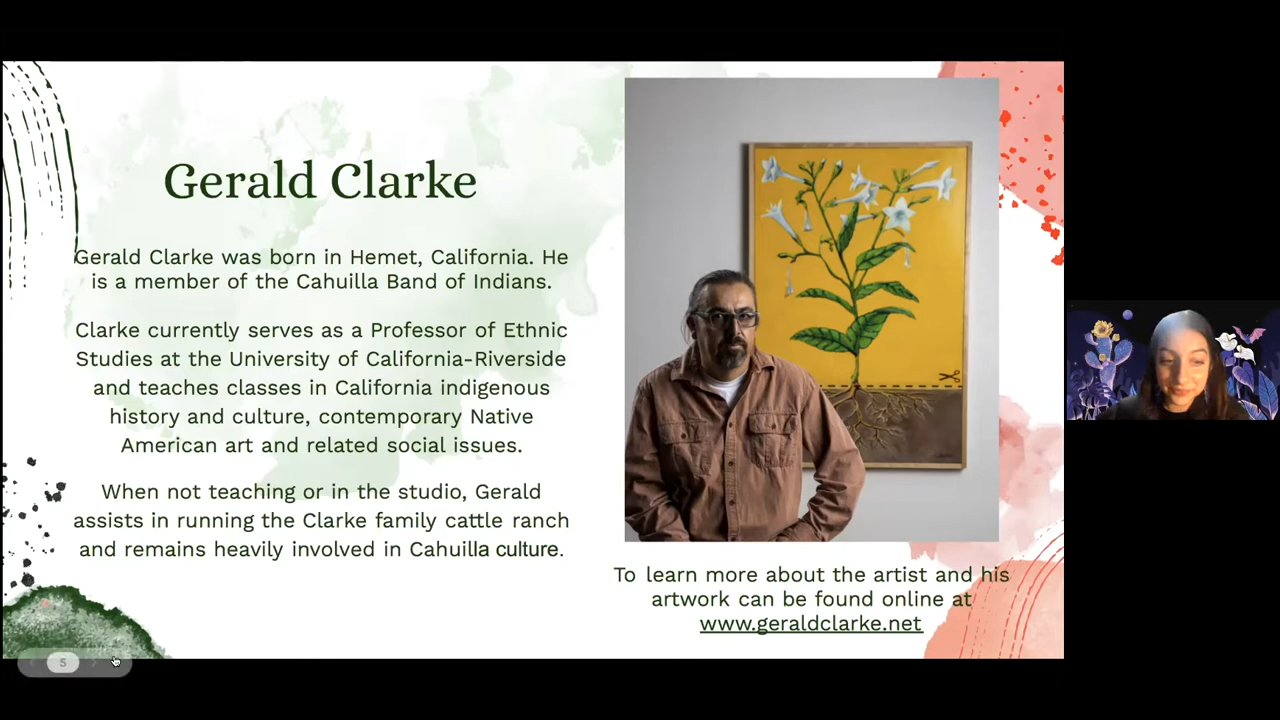 Gerald Clarke
Gerald Clarke was born in Hemet, California. He
is a member of the Cahuilla Band of Indians.
Clarke currently serves as a Professor of Ethnic
Studies at the University of California-Riverside
and teaches classes in California indigenous
history and culture, contemporary Native
American art and related social issues.
When not teaching or in the studio, Gerald
assists in running the Clarke family cattle ranch
and remains heavily involved in Cahuilla culture.
To learn more about the artist and his
artwork can be found online at
www.geraldclarke.net
5